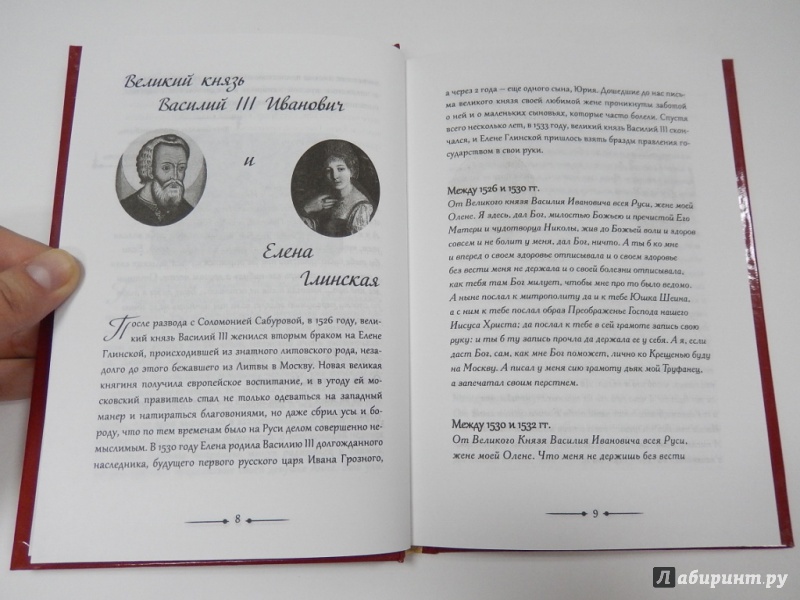 Великий князь
Василий III Иванович
и
Елена
Глинская
После развода с Соломонией Сабуровой, в 1526 году, вели-
кий князь Василий III женился вторым браком на Елене
Глинской, происходившей из знатного литовского рода, неза-
долго до этого бежавшего из Литвы в Москву. Новая великая
княгиня получила европейское воспитание, и в угоду ей мо-
сковский правитель стал не только одеваться на западный
манер и натираться благовониями, но даже сбрил усы и бо-
роду, что по тем временам было на Руси делом совершенно не-
мыслимым. В 1530 году Елена родила Василию III долгожданного
наследника, будущего первого русского царя Ивана Грозного,
8
а через 2 года – еще одного сына, Юрия. Дошедшие до нас пись-
ма великого князя своей любимой жене проникнуты заботой
о ней и о маленьких сыновьях, которые часто болели. Спустя
всего несколько лет, в 1533 году, великий князь Василий III скон-
чался, и Елене Глинской пришлось взять бразды правления го-
сударством в свои руки.
Между 1526 и 1530 гг.
От Великого князя Василия Ивановича всея Руси, жене моей
Олене. Я здесь, дал Бог, милостью Божьею и пречистой Его
Матери и чудотворца Николы, жив до Божьей воли и здоров
совсем и не болит у меня, дал Бог, ничто. А ты б ко мне
и вперед о своем здоровье отписывала и о своем здоровье
без вести меня не держала и о своей болезни отписывала,
как тебя там Бог милует, чтобы мне про то было ведомо.
А ныне послал к митрополиту да и к тебе Юшка Шеина,
а с ним к тебе послал образ Преображенье Господа нашего
Иисуса Христа; да послал к тебе в сей грамоте запись свою
руку: и ты б ту запись прочла да держала ее у себя. А я, если
даст Бог, сам, как мне Бог поможет, лично ко Крещенью буду
на Москву. А писал у меня сию грамоту дьяк мой Труфанец,
а запечатал своим перстнем.
Между 1530 и 1532 гг.
От Великого Князя Василия Ивановича всея Руси,
жене моей Олене. Что меня не держишь без вести
9
Лабиринт.ру